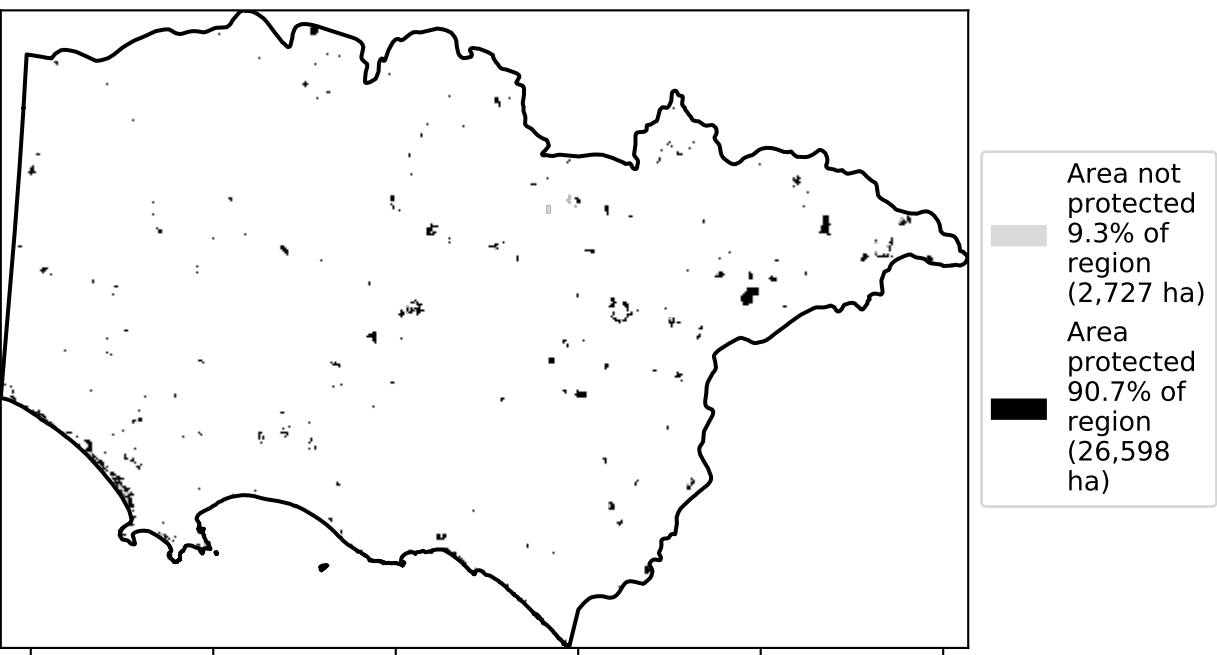 Area not
protected
9.3% of
region
(2,727 ha)
Area
protected
90.7% of
region
(26,598
ha)